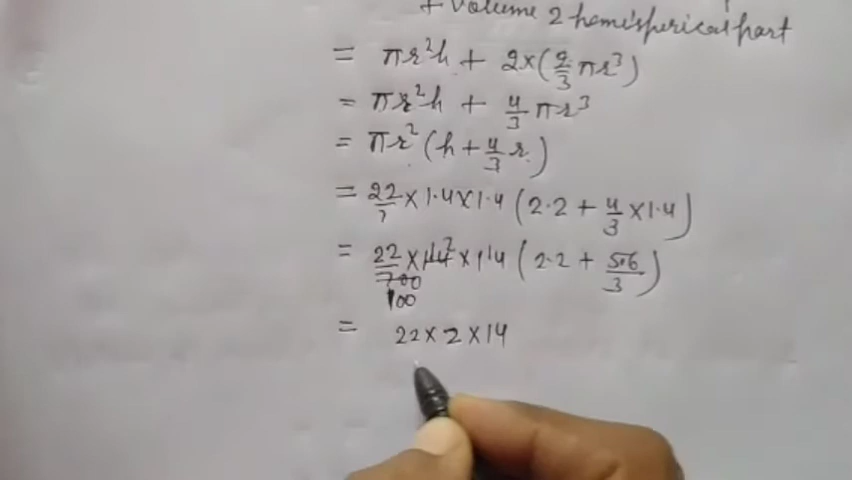 + Volume 2 hemisperical part
= πr²h + 2×(2/3 πr³)
= πr²h + 4/3 πr³
= πr² (h + 4/3 r)
= 22/7 × 1.4 × 1.4 (2.2 + 4/3 × 1.4)
= 22/700 × 14 2 × 14 (2.2 + 5.6/3)
100
= 22 × 2 × 14